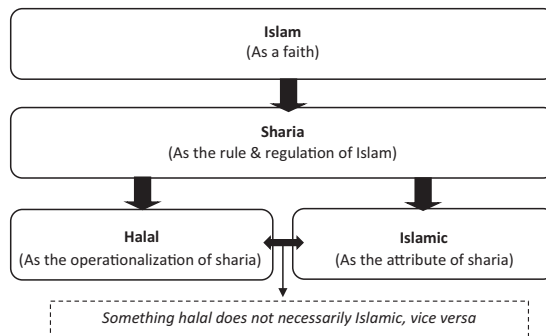 Islam
(As a faith)
Sharia
(As the rule & regulation of Islam)
Halal
(As the operationalization of sharia)
Islamic
(As the attribute of sharia)
Something halal does not necessarily Islamic, vice versa